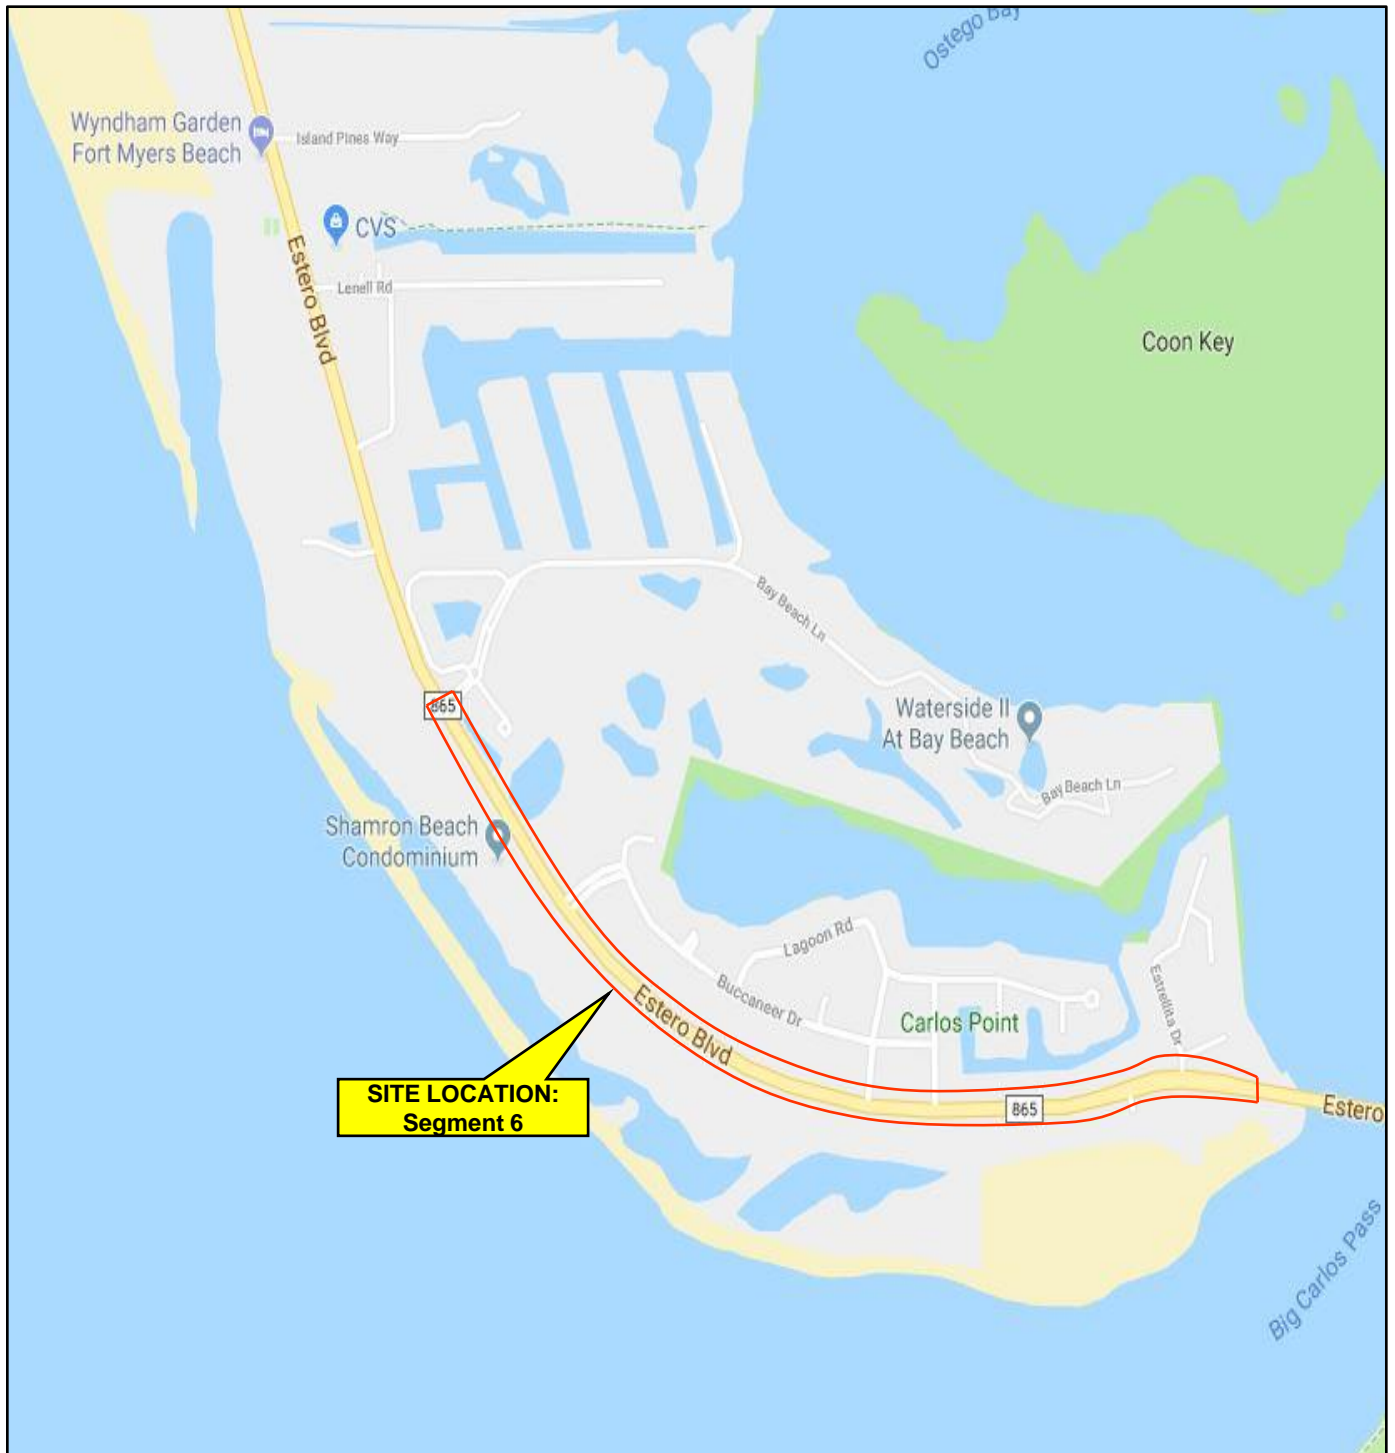 Ostego Bay
Wyndham Garden
Fort Myers Beach
Island Pines Way
CVS
Estero Blvd
Lenell Rd
Coon Key
Bay Beach Ln
865
Waterside II
At Bay Beach
Bay Beach Ln
Shamron Beach
Condominium
Lagoon Rd
Buccaneer Dr
Estrellita Dr
Carlos Point
Estero Blvd
SITE LOCATION:
Segment 6
865
Estero
Big Carlos Pass